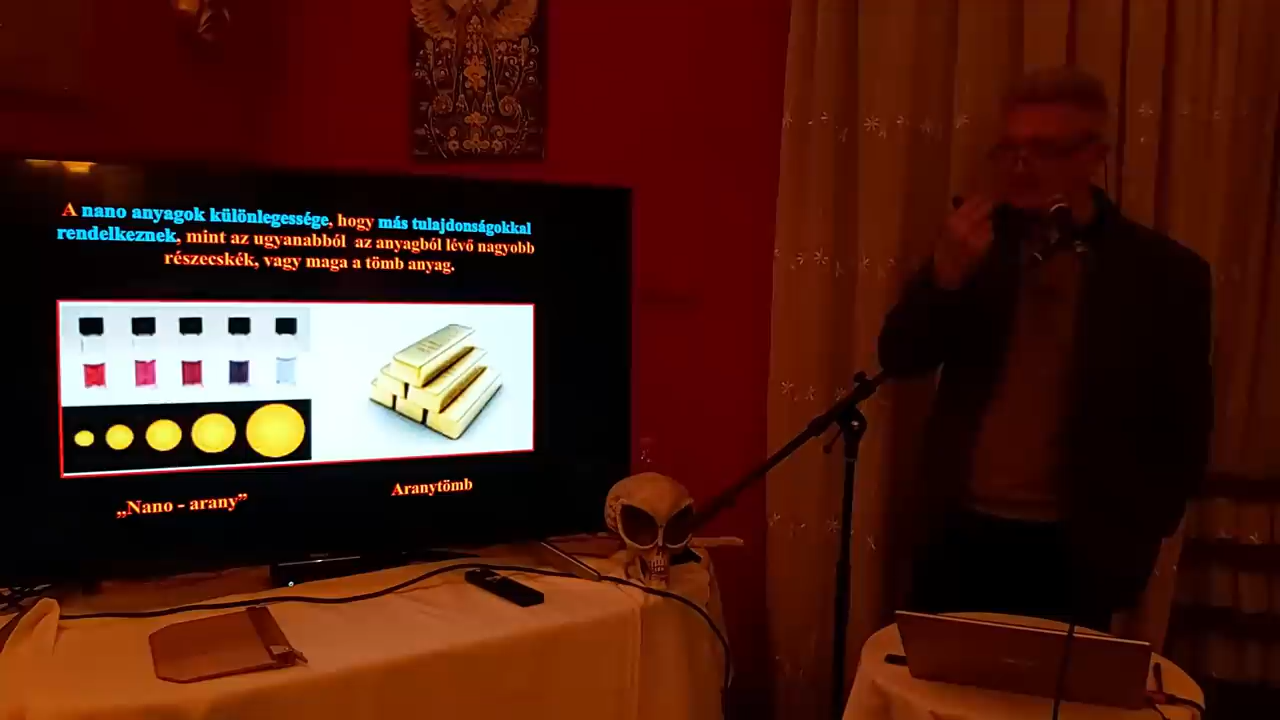 A nano anyagok különlegessége, hogy más tulajdonságokkal
rendelkeznek, mint az ugyanabból az anyagból lévő nagyobb
részecskék, vagy maga a tömb anyag.
„Nano - arany”
Aranytömb